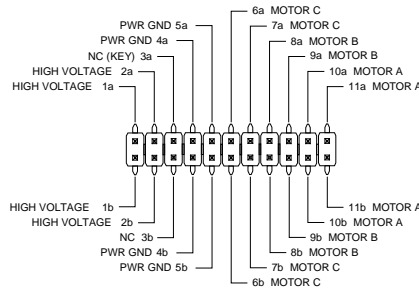 6a MOTOR C
PWR GND 5a
7a MOTOR C
PWR GND 4a
8a MOTOR B
NC (KEY) 3a
9a MOTOR B
HIGH VOLTAGE 2a
10a MOTOR A
HIGH VOLTAGE 1a
11a MOTOR A
HIGH VOLTAGE 1b
11b MOTOR A
HIGH VOLTAGE 2b
10b MOTOR A
NC 3b
9b MOTOR B
PWR GND 4b
8b MOTOR B
PWR GND 5b
7b MOTOR C
6b MOTOR C